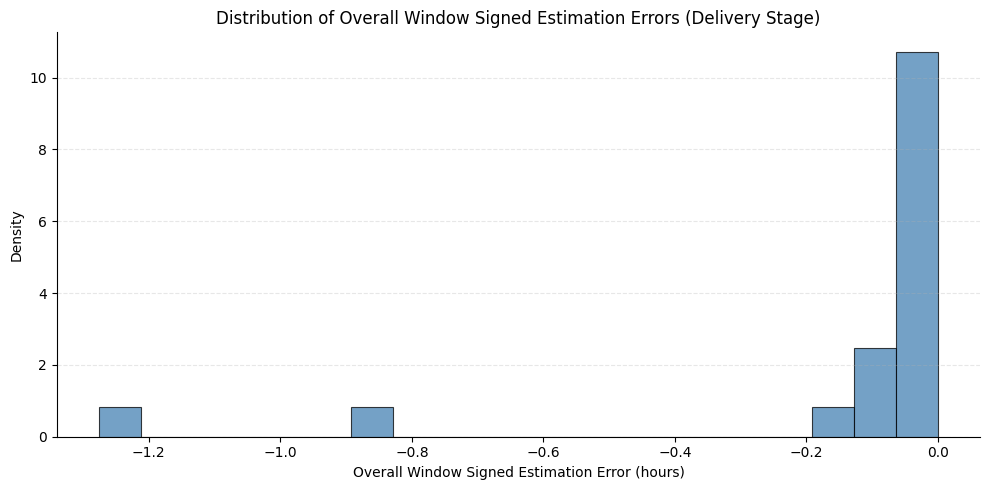 Distribution of Overall Window Signed Estimation Errors (Delivery Stage)
Density
10
8
6
4
2
0
−1.2 −1.0 −0.8 −0.6 −0.4 −0.2 0.0
Overall Window Signed Estimation Error (hours)